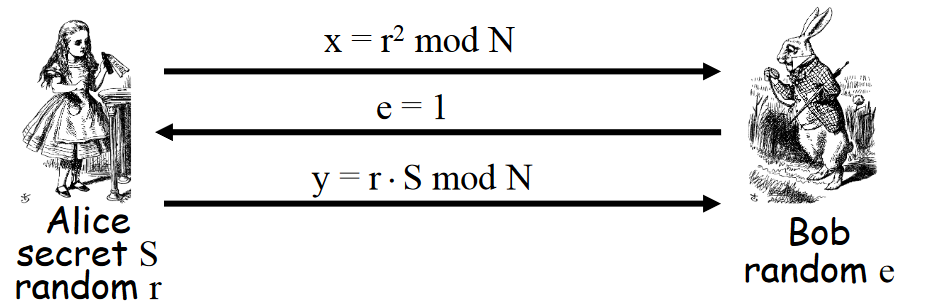 x = r² mod N
e = 1
y = r · S mod N
Alice
secret S
random r
Bob
random e